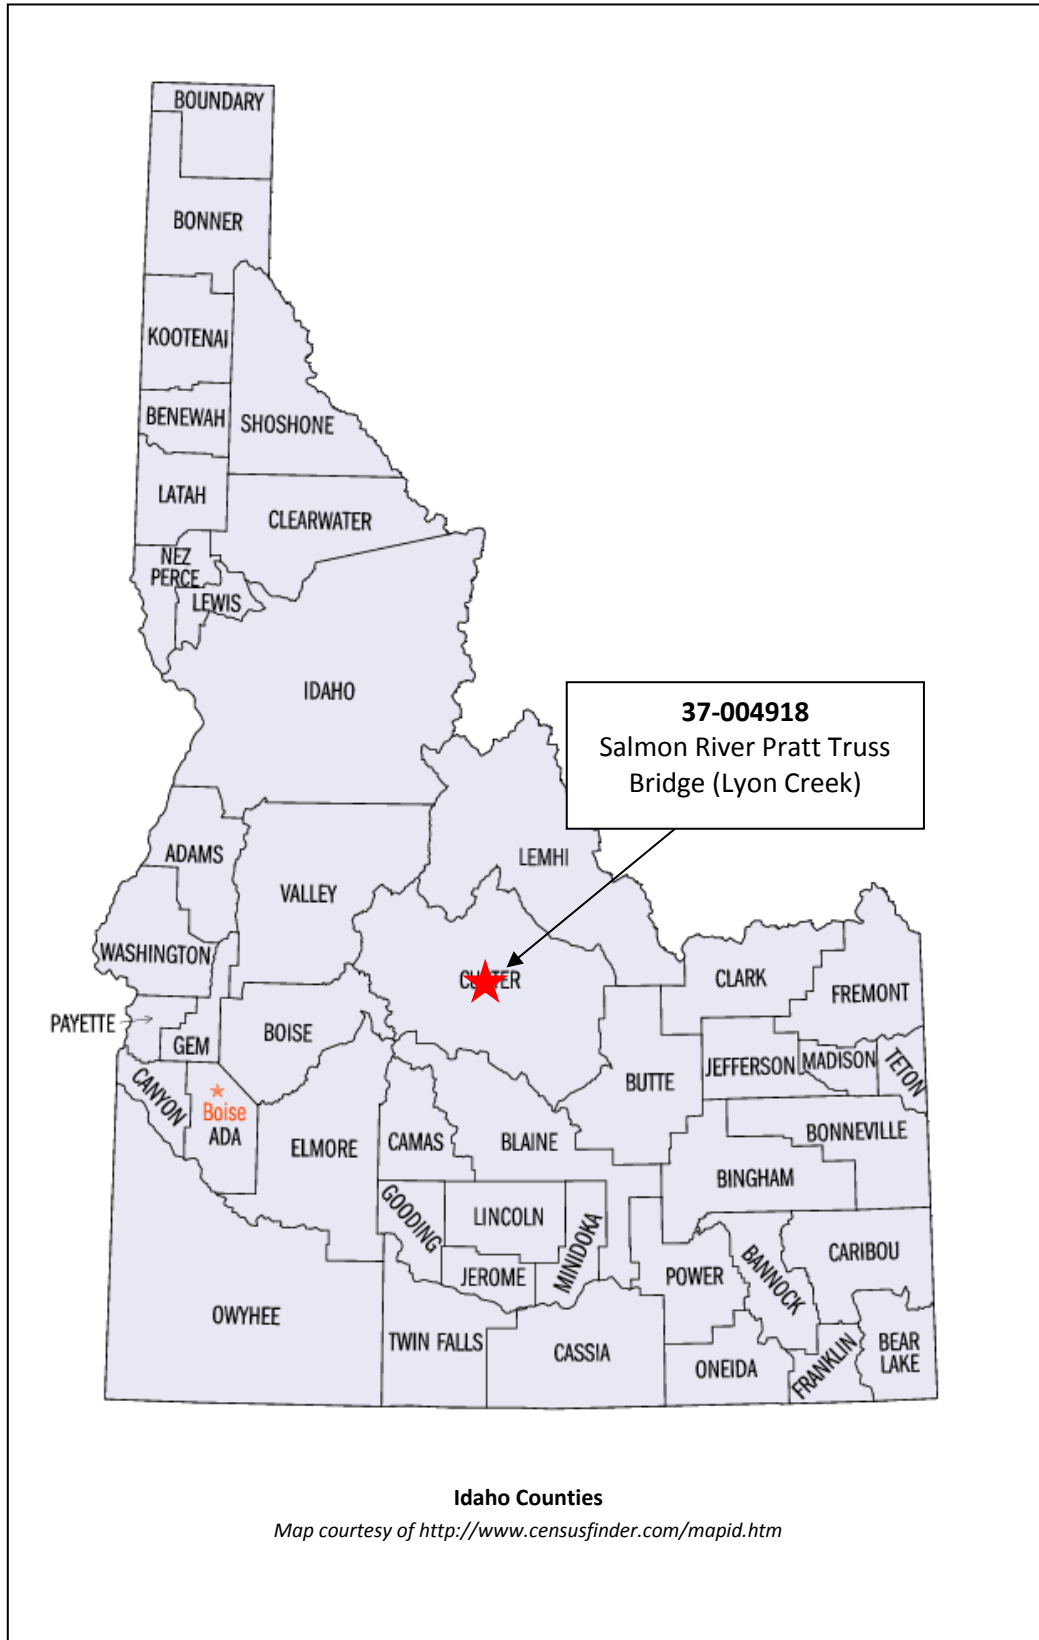 BOUNDARY
BONNER
KOOTENAI
BENEWAH
SHOSHONE
LATAH
CLEARWATER
NEZ
PERCE
LEWIS
IDAHO
37-004918
Salmon River Pratt Truss
Bridge (Lyon Creek)
ADAMS
LEMHI
VALLEY
WASHINGTON
CLARK
FREMONT
PAYETTE
GEM
BOISE
JEFFERSON
MADISON
TETON
BUTTE
CANYON
Boise
ADA
ELMORE
CAMAS
BLAINE
BONNEVILLE
BINGHAM
GOODING
LINCOLN
MINIDOKA
JEROME
POWER
BANNOCK
CARIBOU
OWYHEE
TWIN FALLS
CASSIA
ONEIDA
FRANKLIN
BEAR
LAKE
Idaho Counties
Map courtesy of http://www.censusfinder.com/mapid.htm